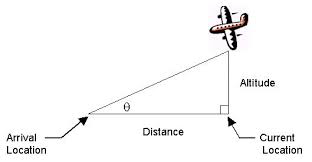 Altitude
θ
Distance
Arrival
Location
Current
Location